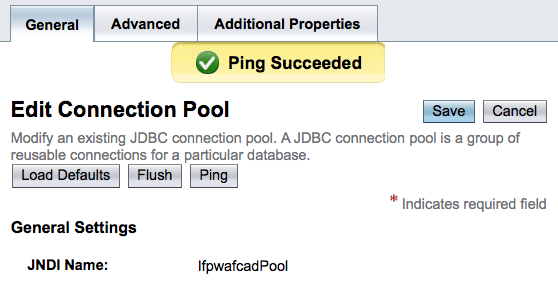 General Advanced Additional Properties
Ping Succeeded
Edit Connection Pool Save Cancel
Modify an existing JDBC connection pool. A JDBC connection pool is a group of
reusable connections for a particular database.
Load Defaults Flush Ping
* Indicates required field
General Settings
JNDI Name: lfpwafcadPool